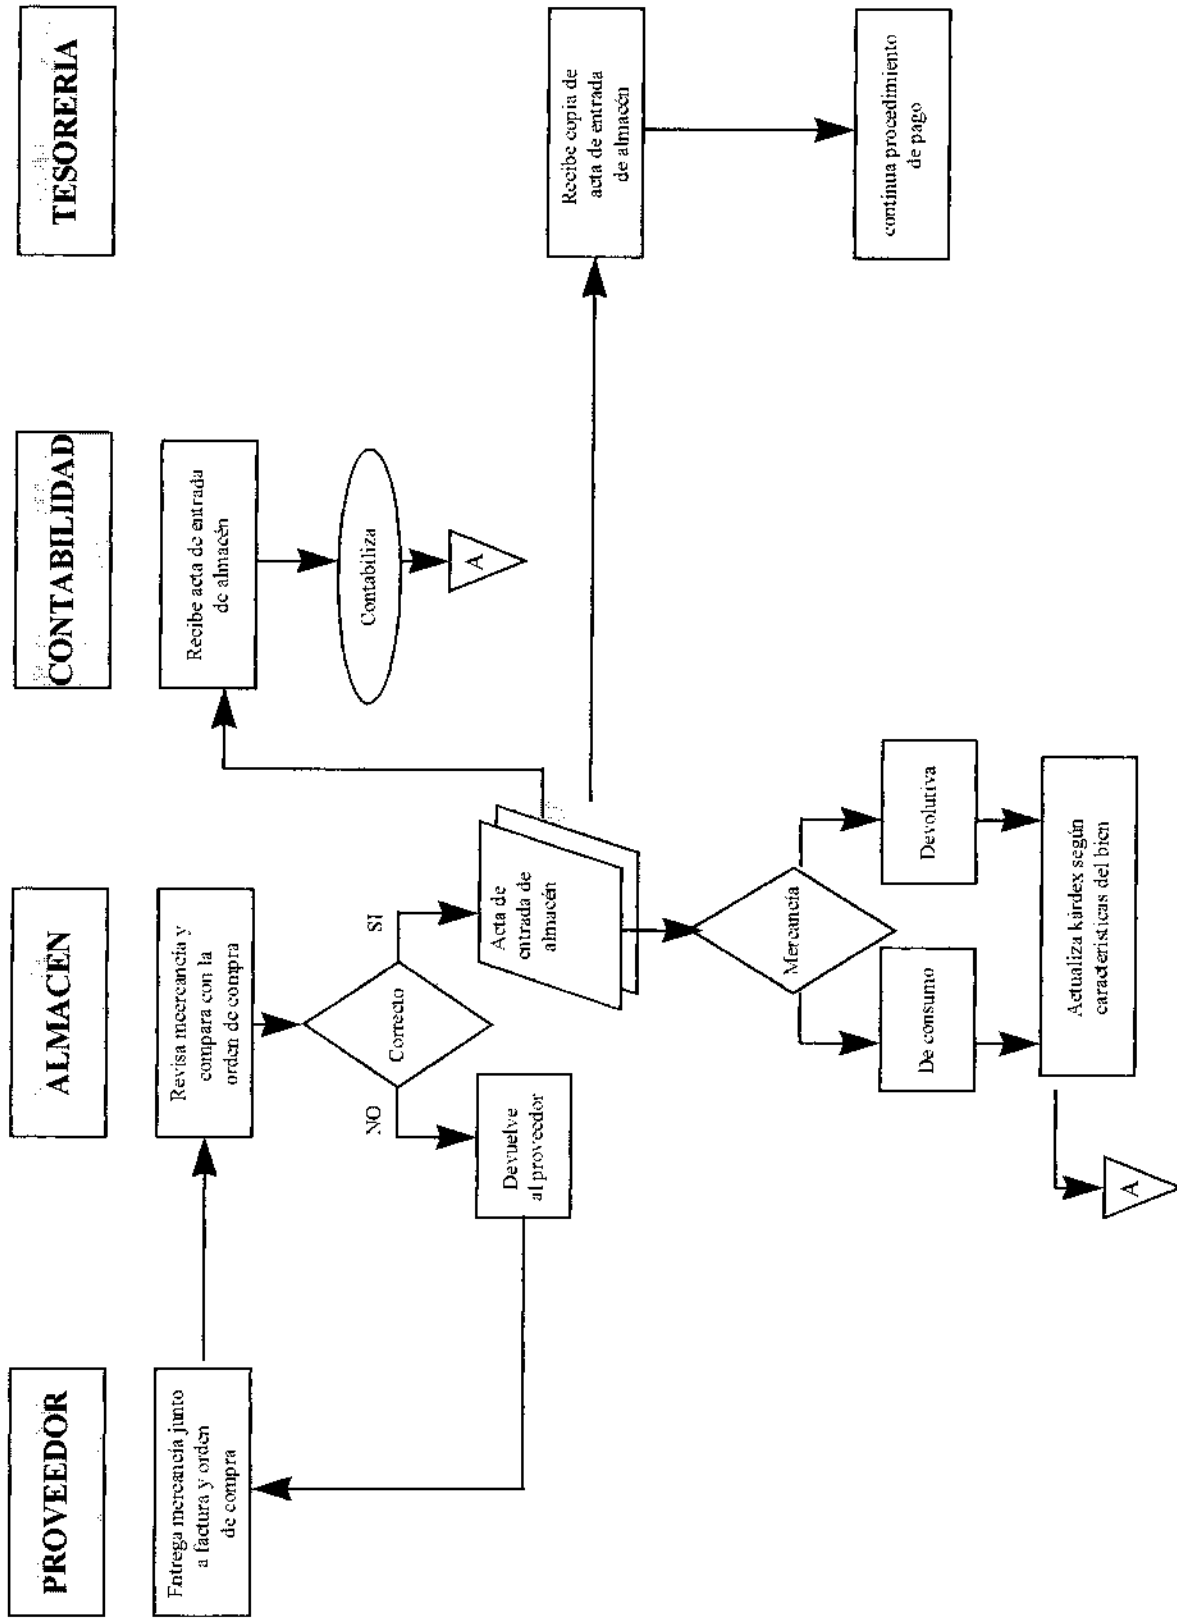 PROVEEDOR
ALMACEN
CONTABILIDAD
TESORERIA
Entrega mercancía junto
a factura y orden
de compra
Revisa meercancía y
compara con la
orden de compra
Recibe acta de entrada
de almacén
Correcto
NO
SI
Contabiliza
A
Devuelve
al proveedor
Acta de
entrada de
almacén
Recibe copia de
acta de entrada
de almacén
Mercancía
De consumo
Devolutiva
continua procedimiento
de pago
Actualiza kárdex según
características del bien
A